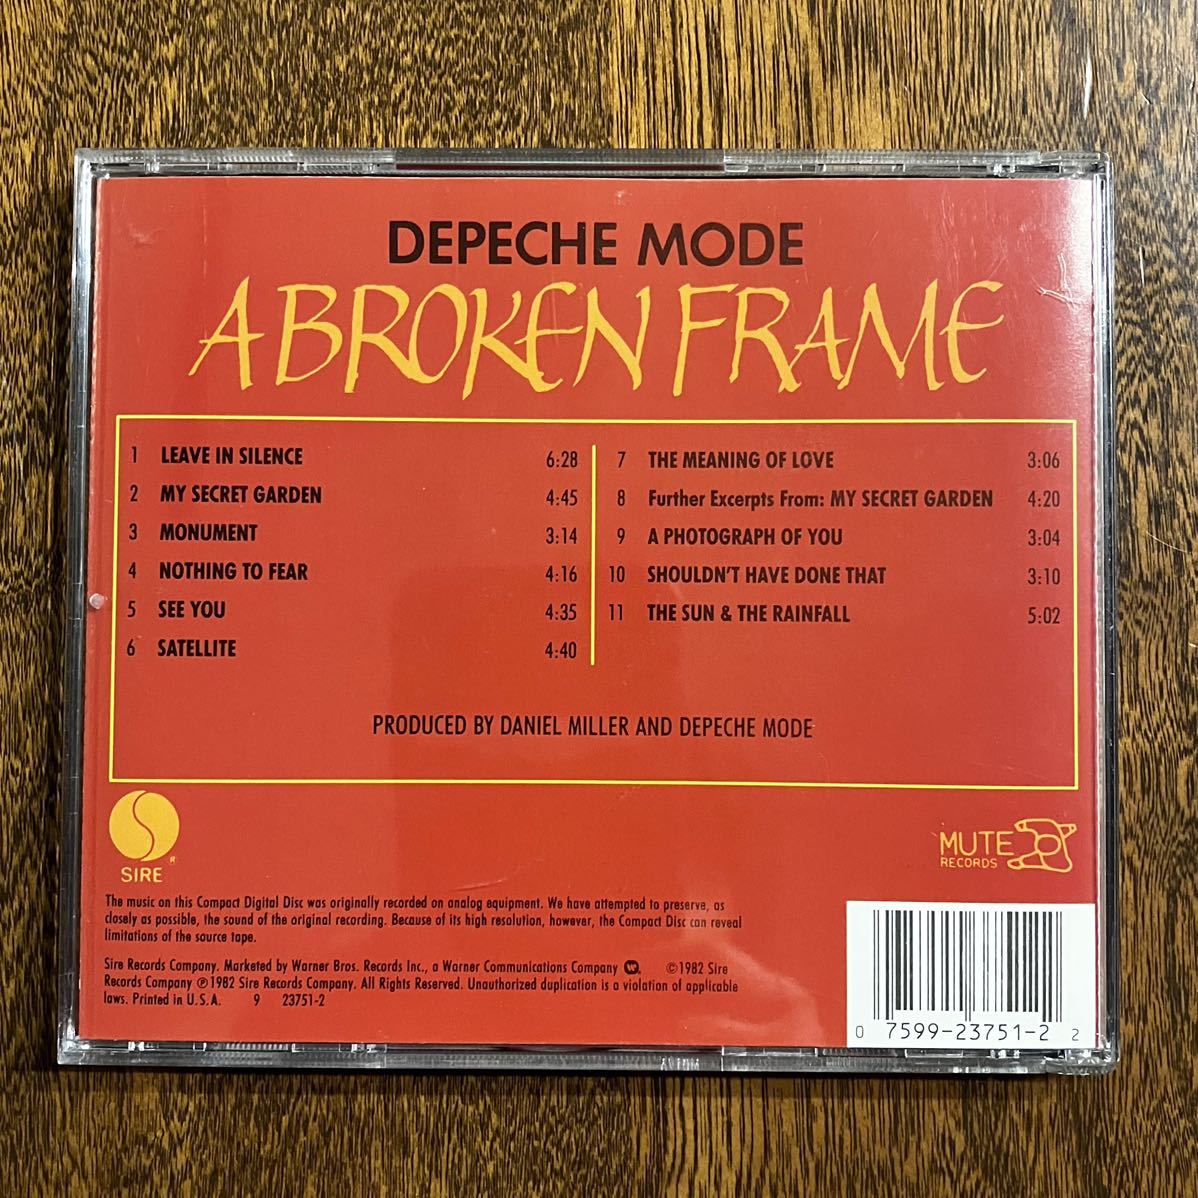 DEPECHE MODE
A BROKEN FRAME
1 LEAVE IN SILENCE 6:28
2 MY SECRET GARDEN 4:45
3 MONUMENT 3:14
4 NOTHING TO FEAR 4:16
5 SEE YOU 4:35
6 SATELLITE 4:40
7 THE MEANING OF LOVE 3:06
8 Further Excerpts From: MY SECRET GARDEN 4:20
9 A PHOTOGRAPH OF YOU 3:04
10 SHOULDN'T HAVE DONE THAT 3:10
11 THE SUN & THE RAINFALL 5:02
PRODUCED BY DANIEL MILLER AND DEPECHE MODE
SIRE ®
MUTE
RECORDS
The music on this Compact Digital Disc was originally recorded on analog equipment. We have attempted to preserve, as
closely as possible, the sound of the original recording. Because of its high resolution, however, the Compact Disc can reveal
limitations of the source tape.
Sire Records Company. Marketed by Warner Bros. Records Inc., a Warner Communications Company W. ©1982 Sire
Records Company ℗1982 Sire Records Company. All Rights Reserved. Unauthorized duplication is a violation of applicable
laws. Printed in U.S.A. 9 23751-2
0 7599-23751-2 2